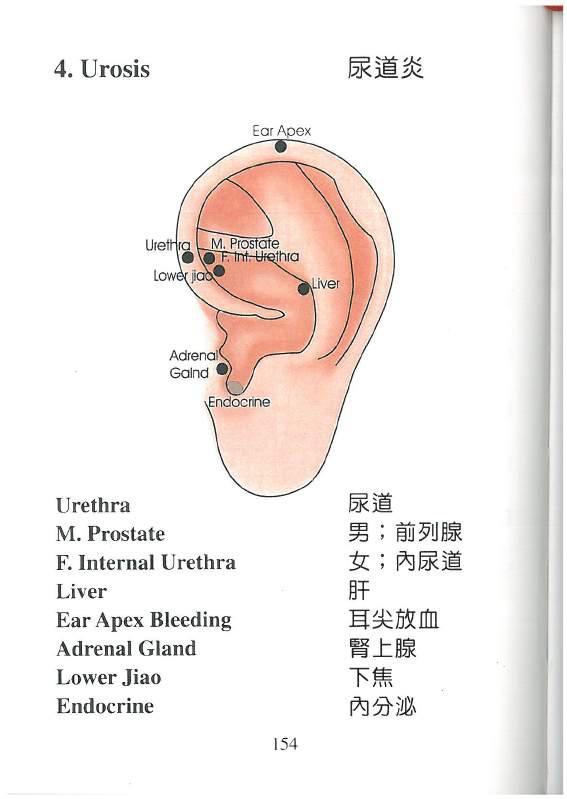 4. Urosis 尿道炎
Ear Apex
Urethra M. Prostate
F. Int. Urethra
Lower jiao
Liver
Adrenal
Galnd
Endocrine
Urethra 尿道
M. Prostate 男；前列腺
F. Internal Urethra 女；內尿道
Liver 肝
Ear Apex Bleeding 耳尖放血
Adrenal Gland 腎上腺
Lower Jiao 下焦
Endocrine 內分泌
154